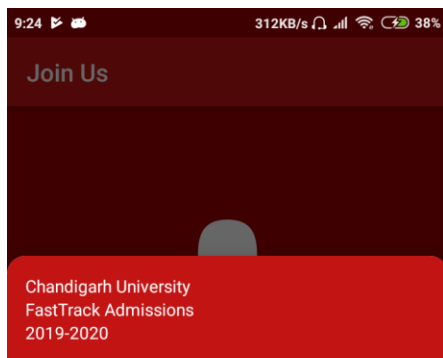 9:24 312KB/s 38%
Join Us
Chandigarh University
FastTrack Admissions
2019-2020